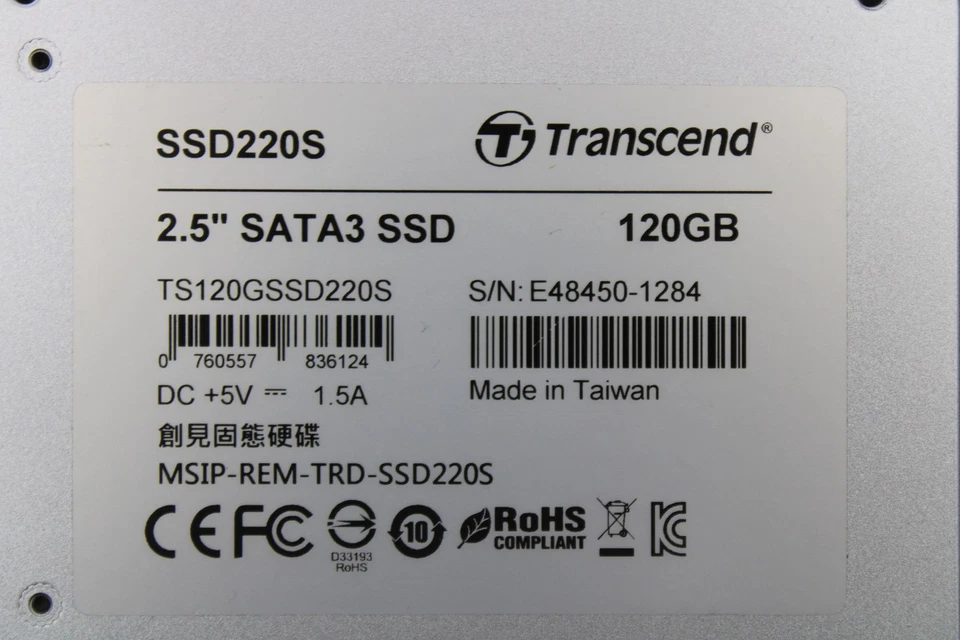 SSD220S
Transcend®
2.5" SATA3 SSD
120GB
TS120GSSD220S
S/N: E48450-1284
0 760557 836124
DC +5V ⎓ 1.5A
Made in Taiwan
創見固態硬碟
MSIP-REM-TRD-SSD220S
CE FC
D33193
RoHS
10
RoHS
COMPLIANT
KC